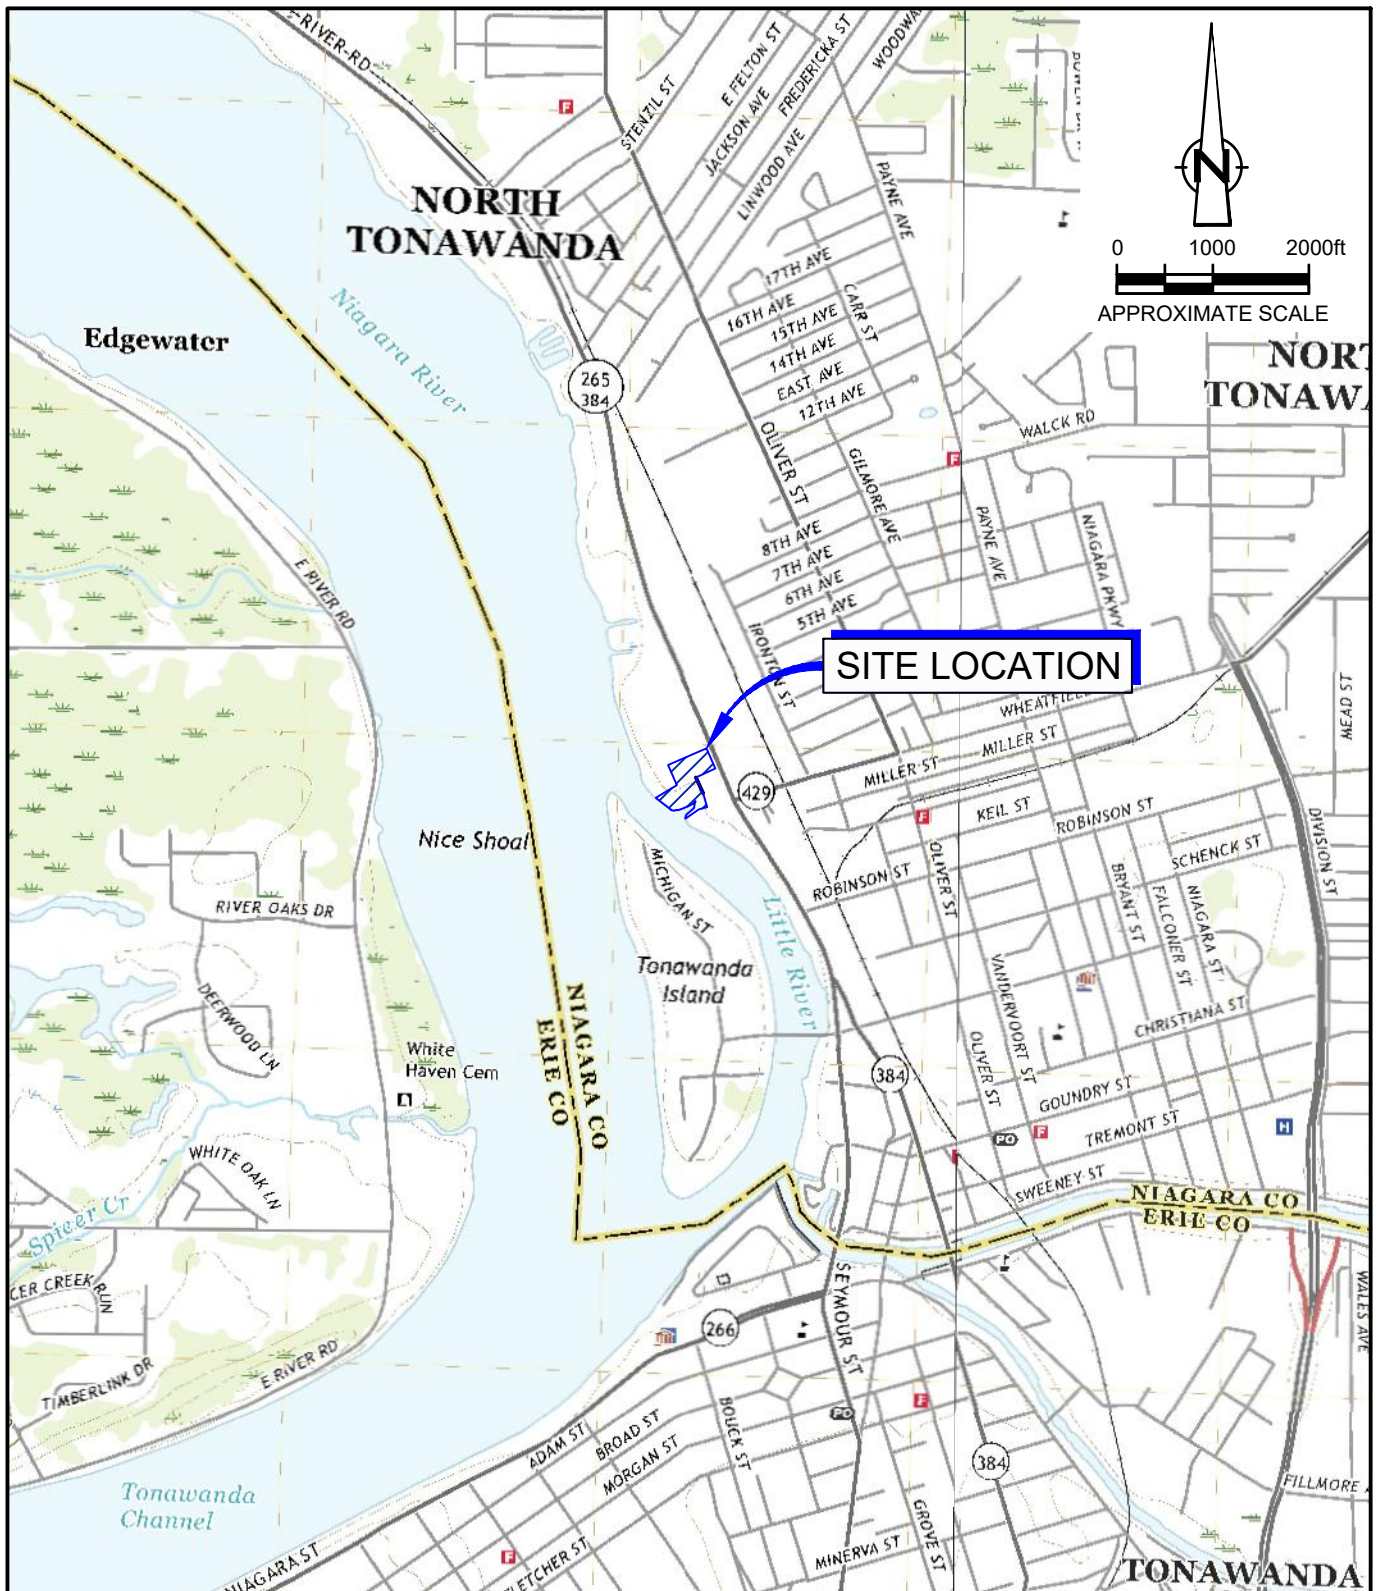 RIVER RD
STENZIL ST
E FELTON ST
JACKSON AVE
FREDERICKA ST
LINWOOD AVE
PAYNE AVE
N
0 1000 2000ft
APPROXIMATE SCALE
NORTH
TONAWANDA
Niagara River
Edgewater
265
384
17TH AVE
16TH AVE
15TH AVE
14TH AVE
EAST AVE
12TH AVE
CARR ST
OLIVER ST
GILMORE AVE
WALCK RD
PAYNE AVE
NIAGARA PKWY
8TH AVE
7TH AVE
6TH AVE
5TH AVE
IRONTON ST
E RIVER RD
SITE LOCATION
MILLER ST
MILLER ST
MEAD ST
429
KEIL ST
ROBINSON ST
ROBINSON ST
SCHENCK ST
DIVISION ST
OLIVER ST
BRYANT ST
FALCONER ST
NIAGARA ST
Nice Shoal
MICHIGAN ST
Little River
Tonawanda
Island
RIVER OAKS DR
DEERWOOD LN
White
Haven Cem
NIAGARA CO
ERIE CO
VANDERVOORT ST
OLIVER ST
CHRISTIANA ST
384
GOUNDRY ST
TREMONT ST
PO
F
H
SWEENEY ST
WHITE OAK LN
Spicer Cr
NIAGARA CO
ERIE CO
CER CREEK RUN
TIMBERLINK DR
E RIVER RD
SEYMOUR ST
266
WALES AVE
ADAM ST
BROAD ST
MORGAN ST
BOUCK ST
PO
F
384
GROVE ST
MINERVA ST
FILLMORE
Tonawanda
Channel
NIAGARA ST
F
TONAWANDA